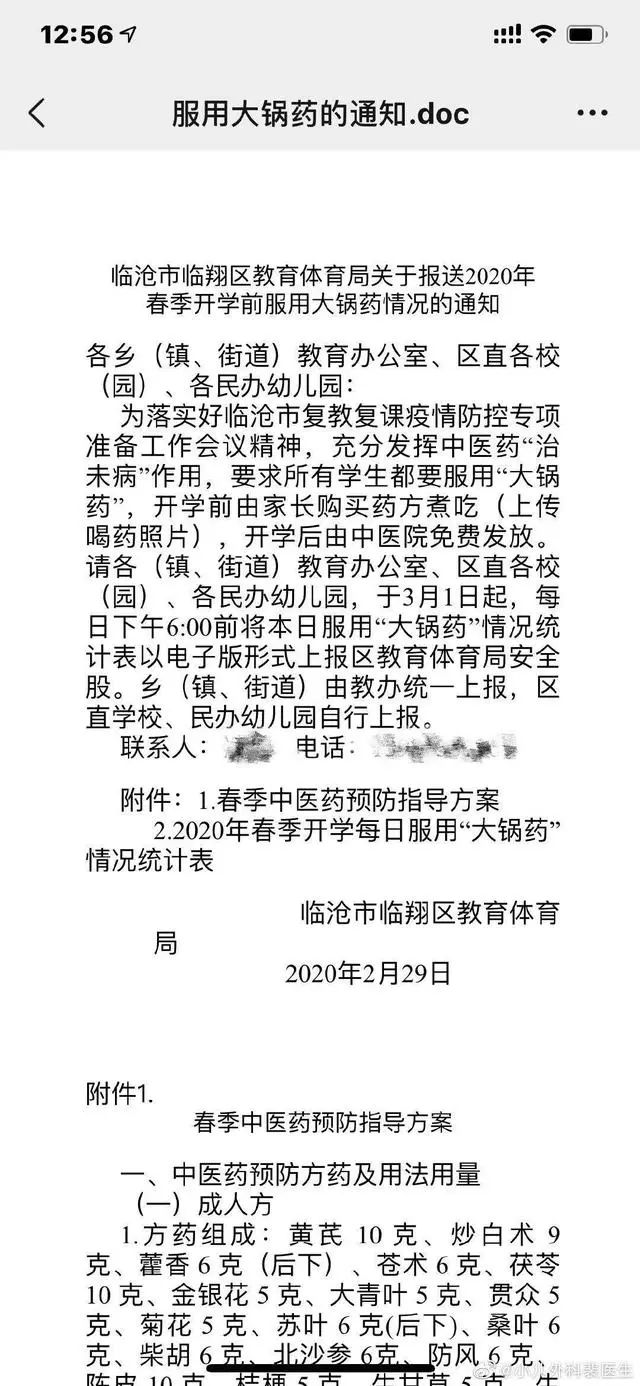 12:56
服用大锅药的通知.doc
临沧市临翔区教育体育局关于报送2020年
春季开学前服用大锅药情况的通知
各乡（镇、街道）教育办公室、区直各校
（园）、各民办幼儿园：
为落实好临沧市复教复课疫情防控专项
准备工作会议精神，充分发挥中医药“治
未病”作用，要求所有学生都要服用“大锅
药”，开学前由家长购买药方煮吃（上传
喝药照片），开学后由中医院免费发放。
请各（镇、街道）教育办公室、区直各校
（园）、各民办幼儿园，于3月1日起，每
日下午6:00前将本日服用“大锅药”情况统
计表以电子版形式上报区教育体育局安全
股。乡（镇、街道）由教办统一上报，区
直学校、民办幼儿园自行上报。
联系人： 电话：
附件：1.春季中医药预防指导方案
2.2020年春季开学每日服用“大锅药”
情况统计表
临沧市临翔区教育体育
局
2020年2月29日
附件1.
春季中医药预防指导方案
一、中医药预防方药及用法用量
（一）成人方
1.方药组成：黄芪 10 克、炒白术 9
克、藿香 6 克（后下）、苍术 6 克、茯苓
10 克、金银花 5 克、大青叶 5 克、贯众 5
克、菊花 5 克、苏叶 6 克(后下)、桑叶 6
克、柴胡 6克、北沙参 6克、防风 6 克、
陈皮 10 克、桔梗 5 克、生甘草 5 克、生
@小儿外科裴医生